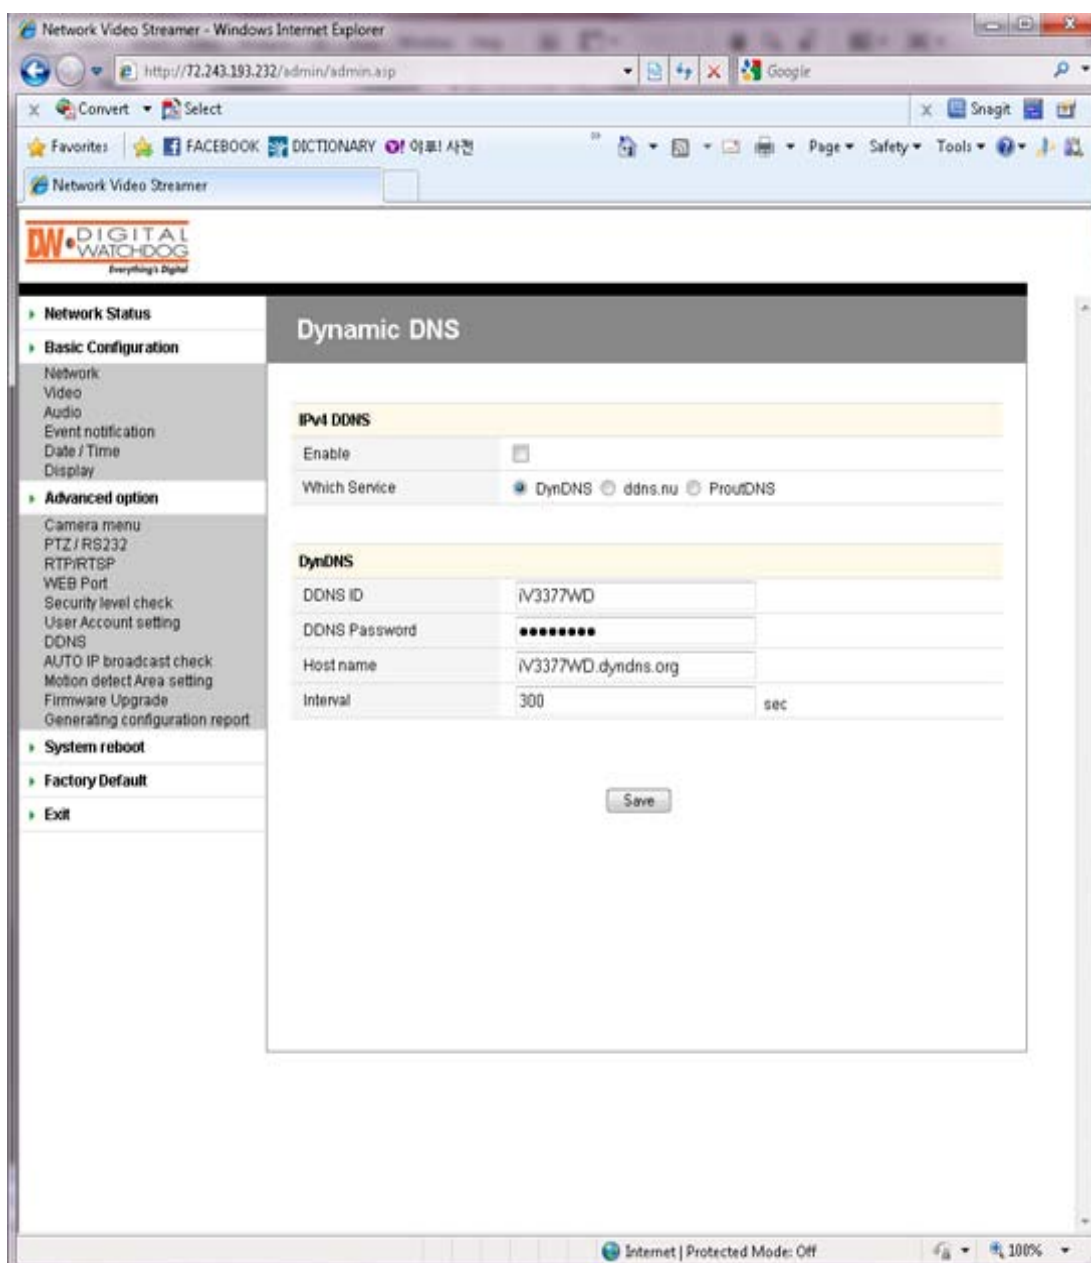 Network Video Streamer - Windows Internet Explorer
http://72.243.193.232/admin/admin.asp
Google
x Convert Select x Snagit
Favorites FACEBOOK DICTIONARY 야후! 사전 Page Safety Tools
Network Video Streamer
DW DIGITAL
WATCHDOG
Everything's Digital
Network Status
Basic Configuration
Network
Video
Audio
Event notification
Date / Time
Display
Advanced option
Camera menu
PTZ / RS232
RTP/RTSP
WEB Port
Security level check
User Account setting
DDNS
AUTO IP broadcast check
Motion detect Area setting
Firmware Upgrade
Generating configuration report
System reboot
Factory Default
Exit
Dynamic DNS
IPv4 DDNS
Enable
Which Service DynDNS ddns.nu ProutDNS
DynDNS
DDNS ID iV3377WD
DDNS Password ●●●●●●●●
Host name iV3377WD.dyndns.org
Interval 300 sec
Save
Internet | Protected Mode: Off 100%